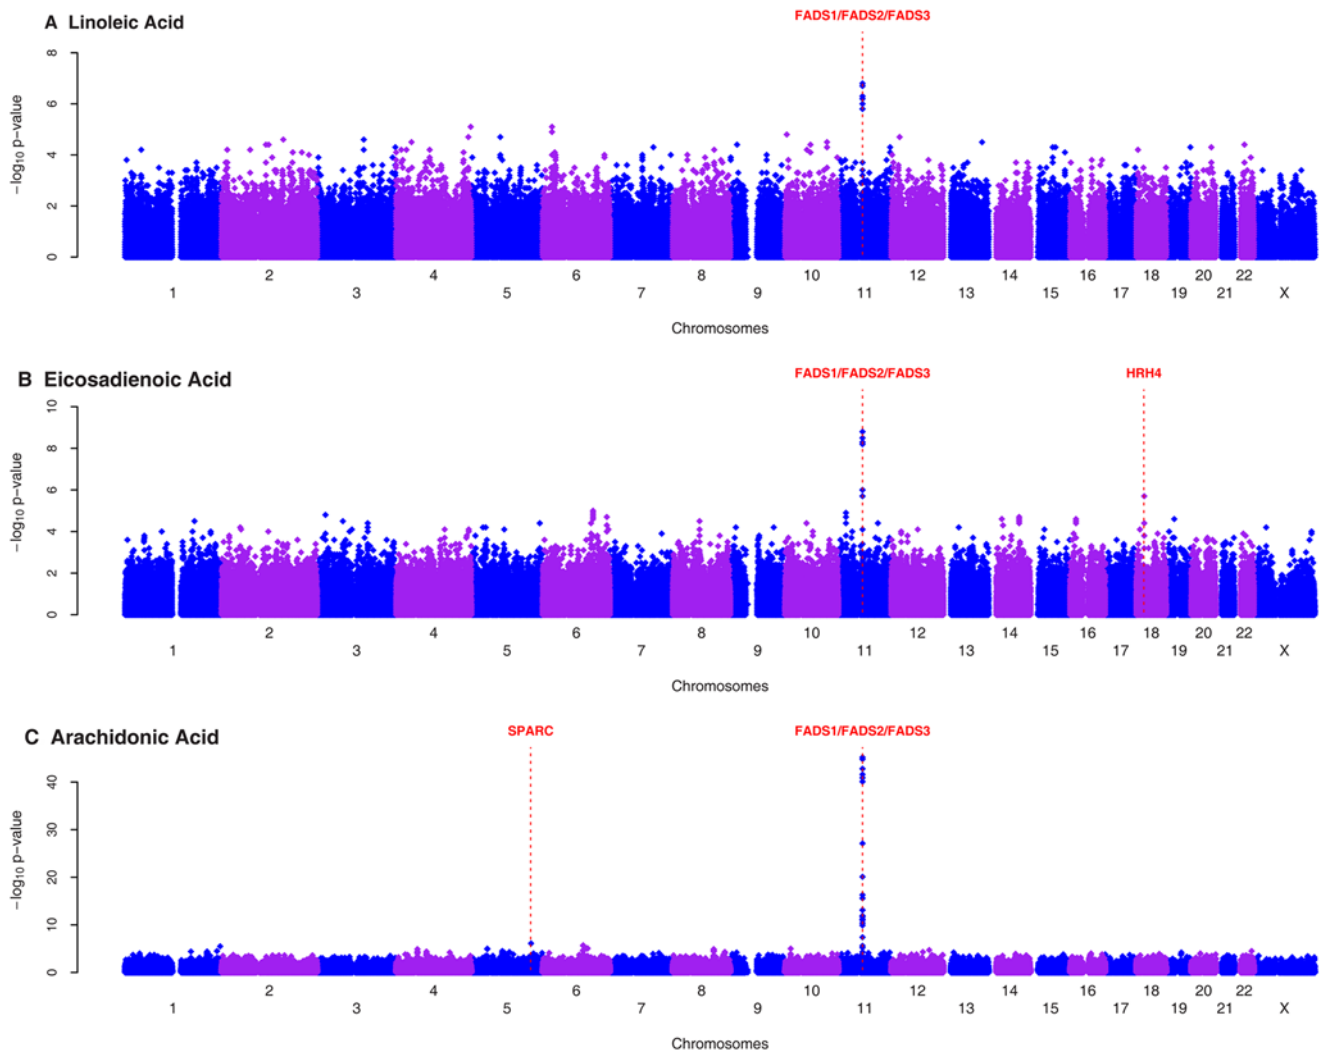 A Linoleic Acid
FADS1/FADS2/FADS3
8
6
4
2
0
−log10 p−value
2 4 6 8 10 12 14 16 18 20 22
1 3 5 7 9 11 13 15 17 19 21 X
Chromosomes
B Eicosadienoic Acid
FADS1/FADS2/FADS3 HRH4
10
8
6
4
2
0
−log10 p−value
2 4 6 8 10 12 14 16 18 20 22
1 3 5 7 9 11 13 15 17 19 21 X
Chromosomes
C Arachidonic Acid
SPARC FADS1/FADS2/FADS3
40
30
20
10
0
−log10 p−value
2 4 6 8 10 12 14 16 18 20 22
1 3 5 7 9 11 13 15 17 19 21 X
Chromosomes